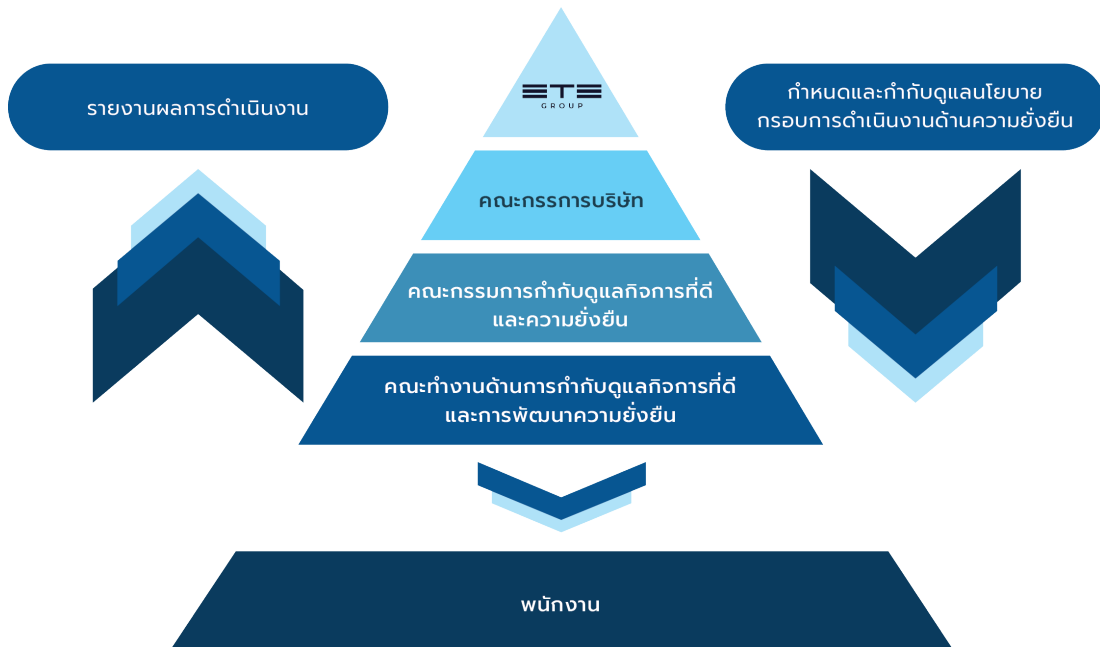 ETE
GROUP
รายงานผลการดำเนินงาน
กำหนดและกำกับดูแลนโยบาย
กรอบการดำเนินงานด้านความยั่งยืน
คณะกรรการบริษัท
คณะกรรมการกำกับดูแลกิจการที่ดี
และความยั่งยืน
คณะทำงานด้านการกำกับดูแลกิจการที่ดี
และการพัฒนาความยั่งยืน
พนักงาน